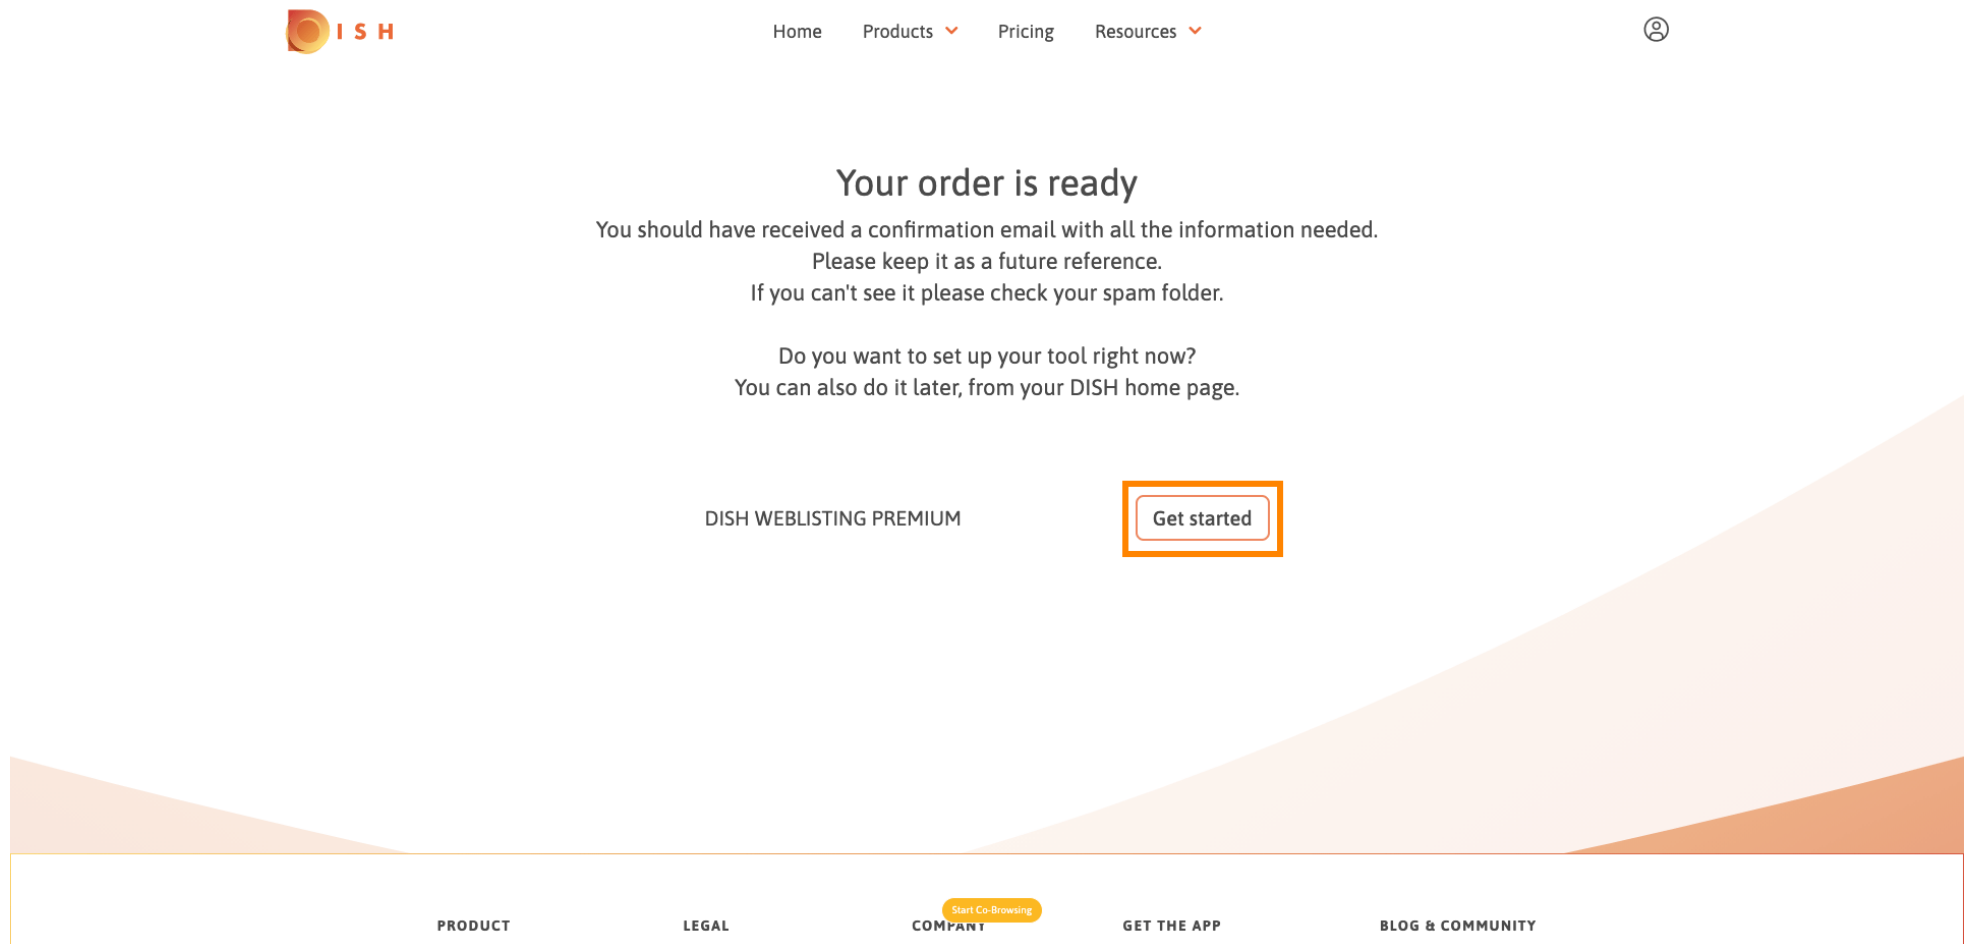 DISH
Home Products Pricing Resources
Your order is ready
You should have received a confirmation email with all the information needed.
Please keep it as a future reference.
If you can't see it please check your spam folder.
Do you want to set up your tool right now?
You can also do it later, from your DISH home page.
DISH WEBLISTING PREMIUM Get started
Start Co-Browsing
PRODUCT LEGAL COMPANY GET THE APP BLOG & COMMUNITY